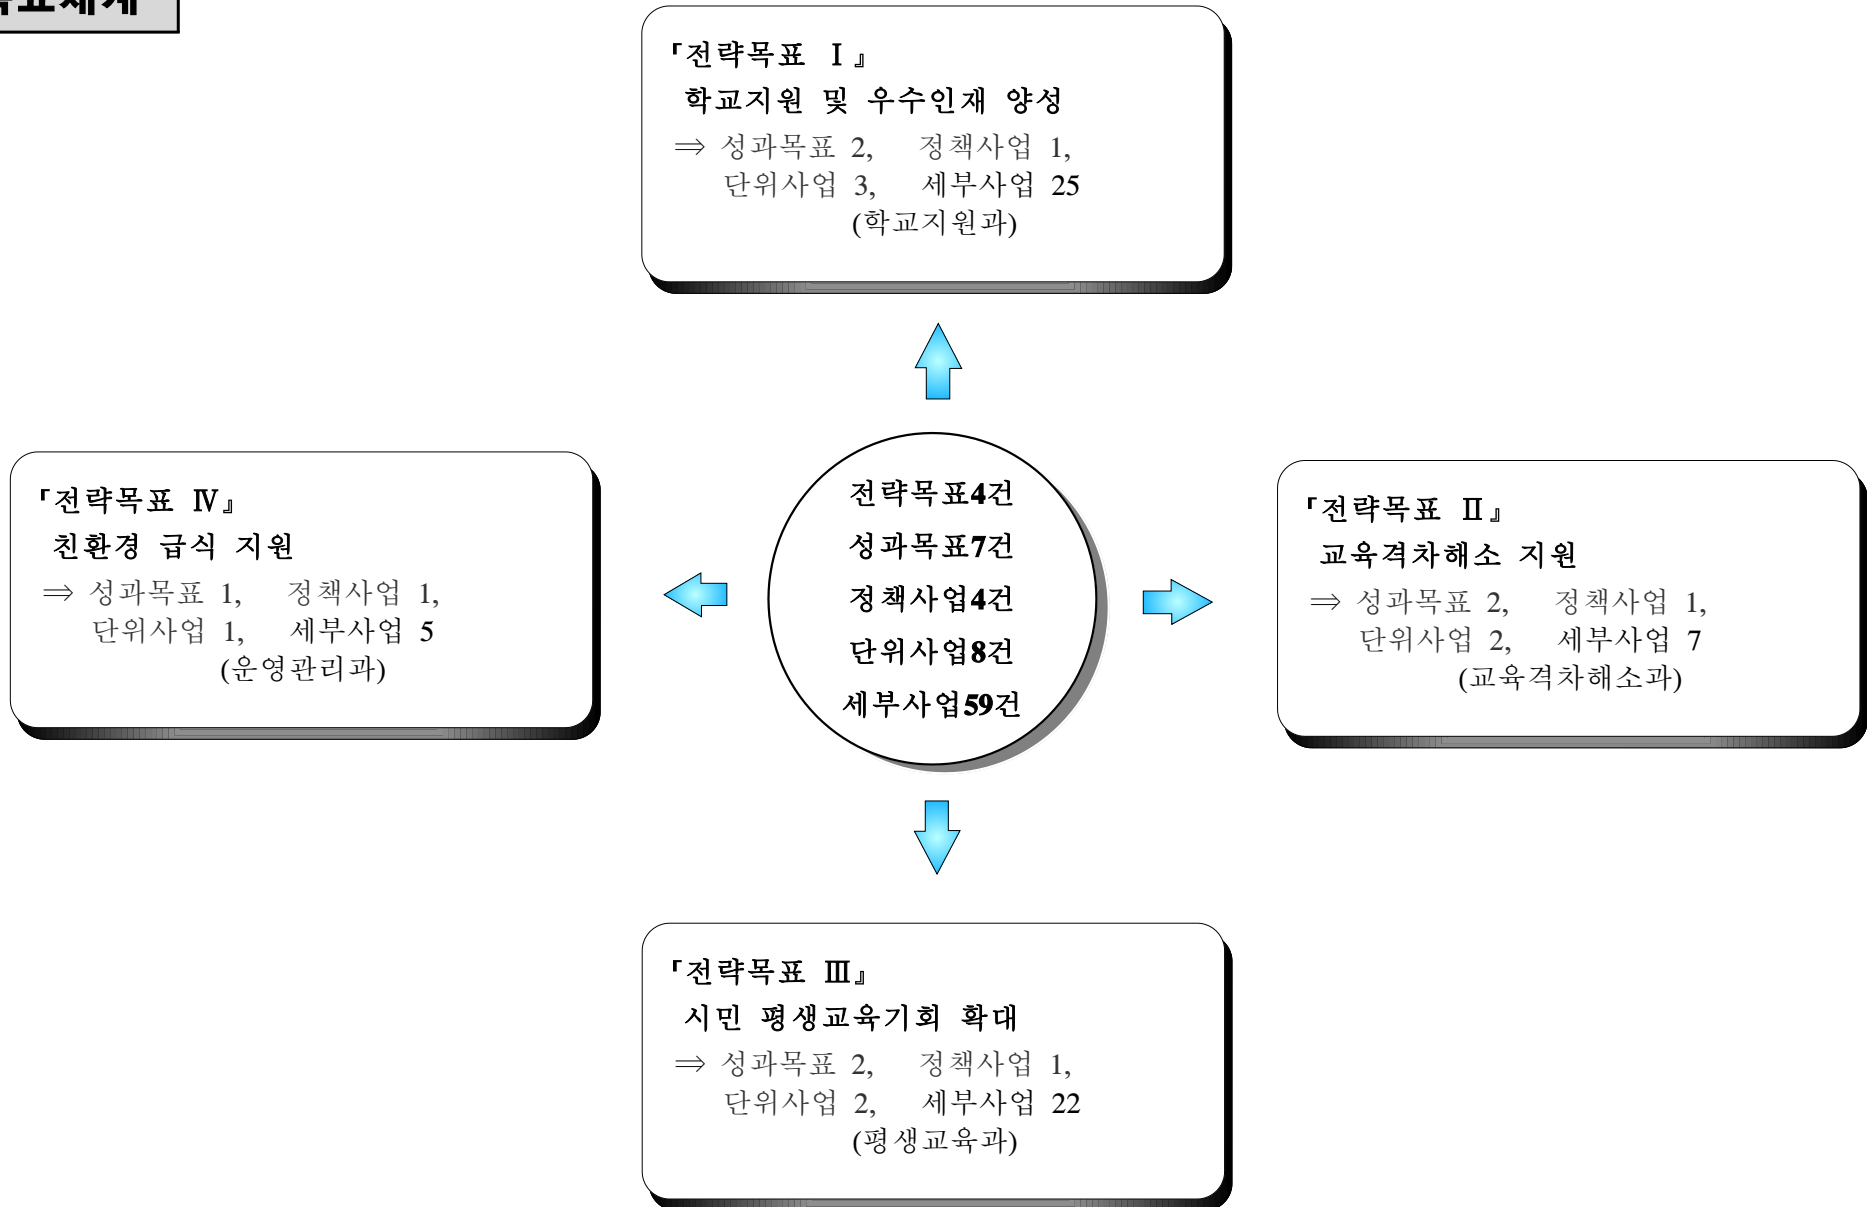 『전략목표 Ⅰ』
학교지원 및 우수인재 양성
⇒ 성과목표 2, 정책사업 1,
단위사업 3, 세부사업 25
(학교지원과)
『전략목표 Ⅳ』
친환경 급식 지원
⇒ 성과목표 1, 정책사업 1,
단위사업 1, 세부사업 5
(운영관리과)
전략목표4건
성과목표7건
정책사업4건
단위사업8건
세부사업59건
『전략목표 Ⅱ』
교육격차해소 지원
⇒ 성과목표 2, 정책사업 1,
단위사업 2, 세부사업 7
(교육격차해소과)
『전략목표 Ⅲ』
시민 평생교육기회 확대
⇒ 성과목표 2, 정책사업 1,
단위사업 2, 세부사업 22
(평생교육과)